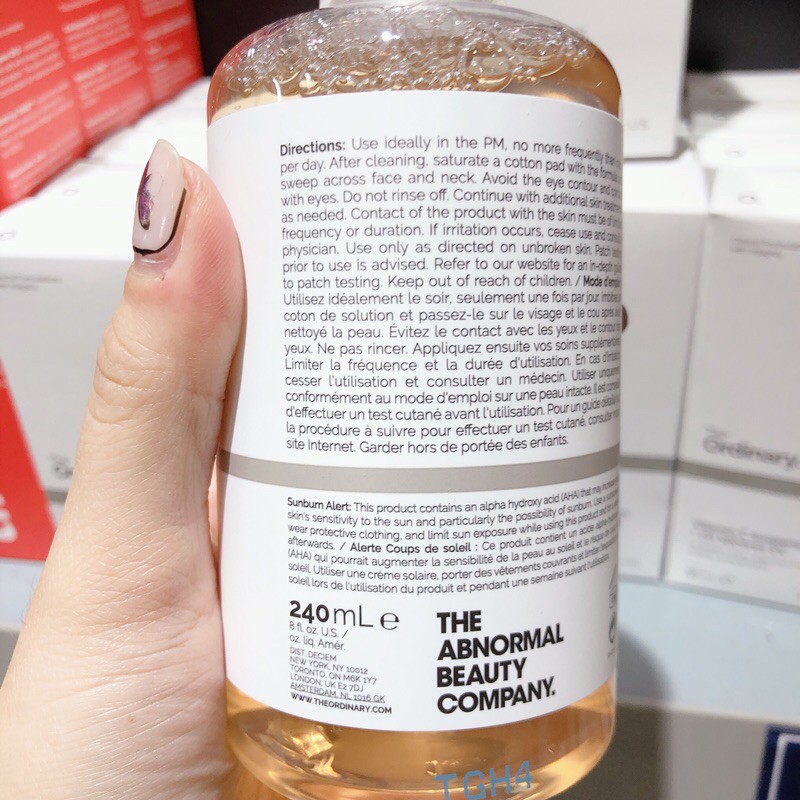 Directions: Use ideally in the PM, no more frequently than
per day. After cleaning, saturate a cotton pad with the formula
sweep across face and neck. Avoid the eye contour and
with eyes. Do not rinse off. Continue with additional skin
as needed. Contact of the product with the skin must be of
frequency or duration. If irritation occurs, cease use and
physician. Use only as directed on unbroken skin. Patch
prior to use is advised. Refer to our website for an in-depth
to patch testing. Keep out of reach of children. / Mode d'emploi
Utilisez idéalement le soir, seulement une fois par jour.
coton de solution et passez-le sur le visage et le cou après
nettoyé la peau. Évitez le contact avec les yeux et le contour
yeux. Ne pas rincer. Appliquez ensuite vos soins
Limiter la fréquence et la durée d'utilisation. En cas
cesser l'utilisation et consulter un médecin. Utiliser
conformément au mode d'emploi sur une peau intacte. Il est
d'effectuer un test cutané avant l'utilisation. Pour un guide
la procédure à suivre pour effectuer un test cutané, consulter
site Internet. Garder hors de portée des enfants.
Sunburn Alert: This product contains an alpha hydroxy acid (AHA) that may
skin's sensitivity to the sun and particularly the possibility of sunburn. Use a
wear protective clothing, and limit sun exposure while using this product and
afterwards. / Alerte Coups de soleil : Ce produit contient un acide
(AHA) qui pourrait augmenter la sensibilité de la peau au soleil et le risque de
soleil. Utiliser une crème solaire, porter des vêtements couvrants et limiter
soleil lors de l'utilisation du produit et pendant une semaine suivant l'utilisation.
240 mL e
8 fl. oz. U.S. /
oz. liq. Amér.
DIST. DECIEM
NEW YORK, NY 10012
TORONTO, ON M6K 1Y7
LONDON, UK E2 7DJ
AMSTERDAM, NL 1016 GK
WWW.THEORDINARY.COM
THE
ABNORMAL
BEAUTY
COMPANY.
TGH4
Ordinary.